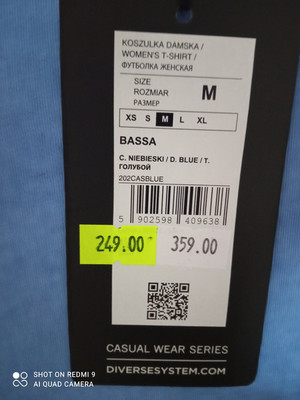 KOSZULKA DAMSKA /
WOMEN'S T-SHIRT /
ФУТБОЛКА ЖЕНСКАЯ
SIZE
ROZMIAR
РАЗМЕР
M
XS S M L XL
BASSA
C. NIEBIESKI / D. BLUE / T.
ГОЛУБОЙ
202CASBLUE
5 902598 409638
249.00 359.00
CASUAL WEAR SERIES
DIVERSESYSTEM.COM
SHOT ON REDMI 9
AI QUAD CAMERA